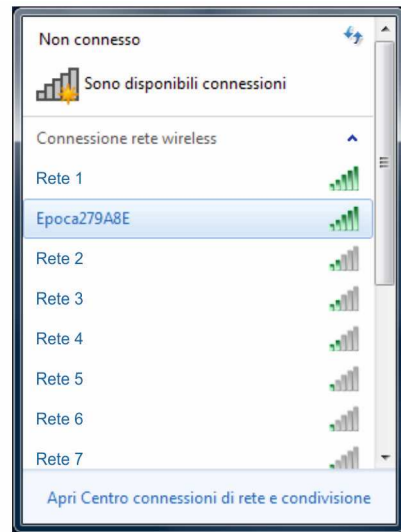 Non connesso
Sono disponibili connessioni
Connessione rete wireless
Rete 1
Epoca279A8E
Rete 2
Rete 3
Rete 4
Rete 5
Rete 6
Rete 7
Apri Centro connessioni di rete e condivisione